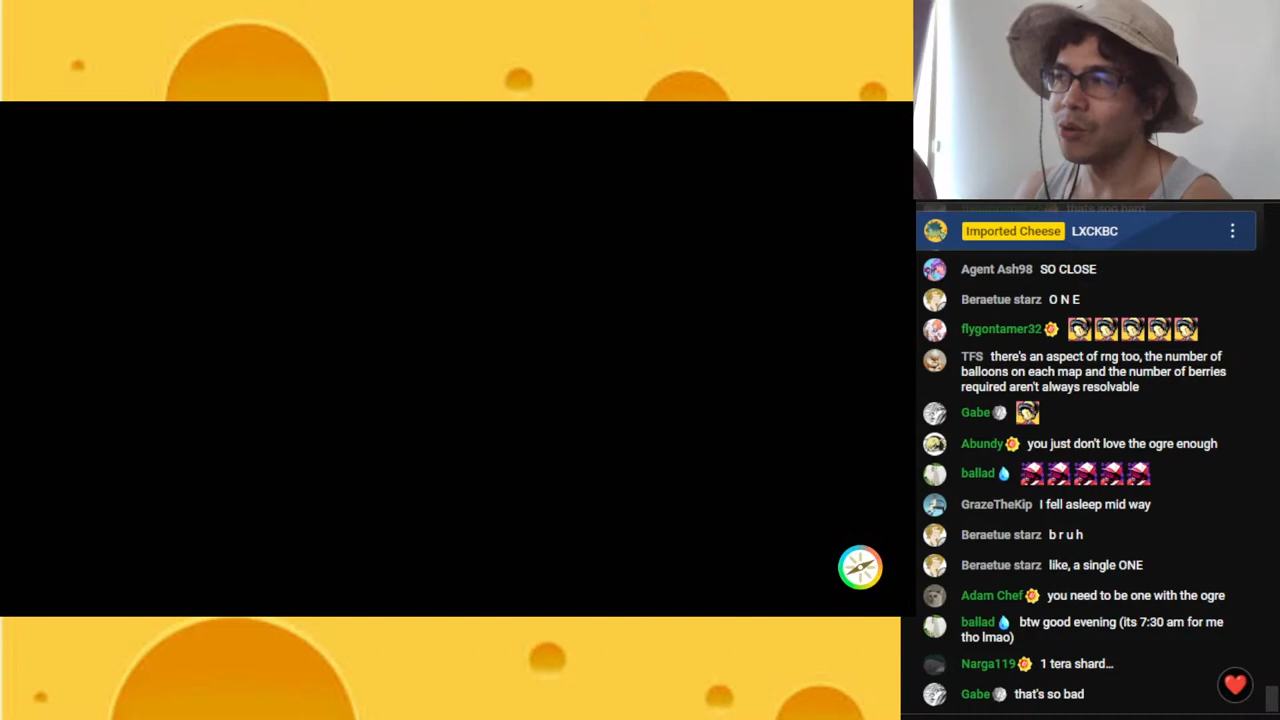 that's soo hard
Imported Cheese LXCKBC
Agent Ash98 SO CLOSE
Beraetue starz O N E
flygontamer32
TFS there's an aspect of rng too, the number of
balloons on each map and the number of berries
required aren't always resolvable
Gabe
Abundy you just don't love the ogre enough
ballad
GrazeTheKip I fell asleep mid way
Beraetue starz b r u h
Beraetue starz like, a single ONE
Adam Chef you need to be one with the ogre
ballad btw good evening (its 7:30 am for me
tho lmao)
Narga119 1 tera shard...
Gabe that's so bad